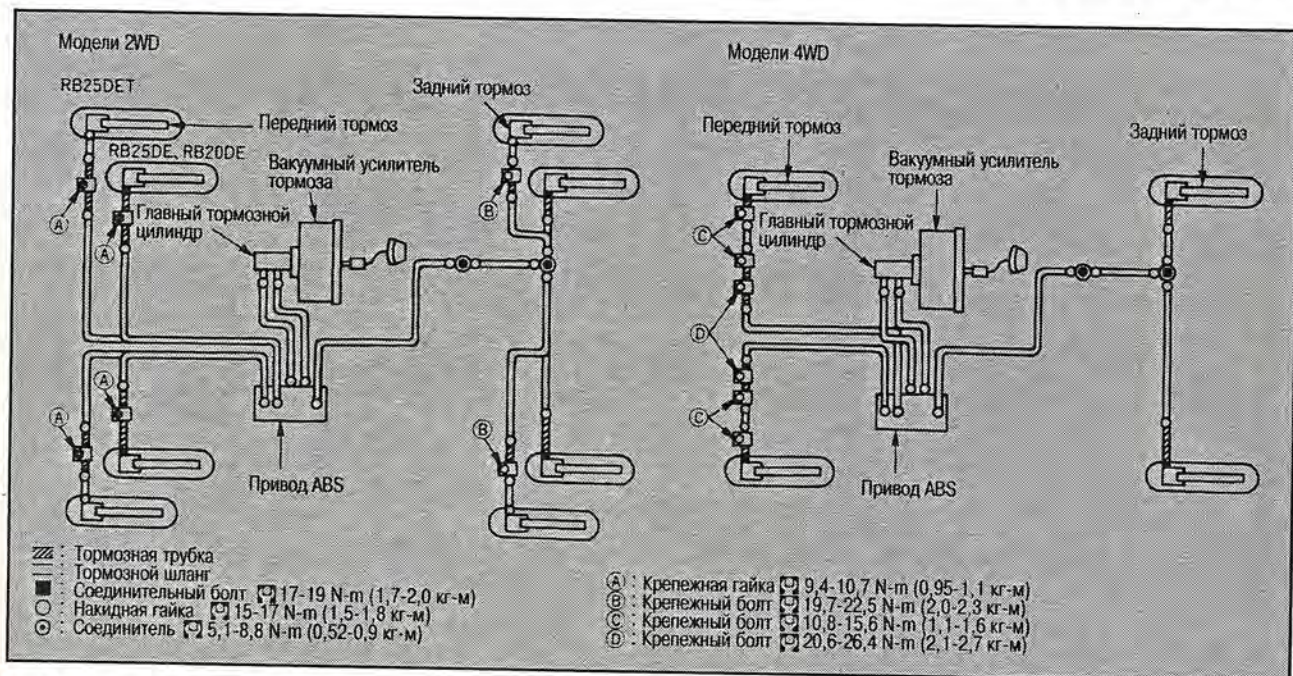 Модели 2WD
RB25DET
Передний тормоз
RB25DE、RB20DE
Вакуумный усилитель
тормоза
Главный тормозной
цилиндр
Задний тормоз
Ⓐ
Ⓐ
Ⓑ
Ⓐ
Ⓐ
Ⓑ
Привод ABS
Модели 4WD
Передний тормоз
Вакуумный усилитель
тормоза
Главный тормозной
цилиндр
Задний тормоз
Ⓒ
Ⓓ
Ⓒ
Привод ABS
: Тормозная трубка
: Тормозной шланг
: Соединительный болт 17-19 N-m (1,7-2,0 кг-м)
: Накидная гайка 15-17 N-m (1,5-1,8 кг-м)
: Соединитель 5,1-8,8 N-m (0,52-0,9 кг-м)
Ⓐ : Крепежная гайка 9,4-10,7 N-m (0,95-1,1 кг-м)
Ⓑ : Крепежный болт 19,7-22,5 N-m (2,0-2,3 кг-м)
Ⓒ : Крепежный болт 10,8-15,6 N-m (1,1-1,6 кг-м)
Ⓓ : Крепежный болт 20,6-26,4 N-m (2,1-2,7 кг-м)